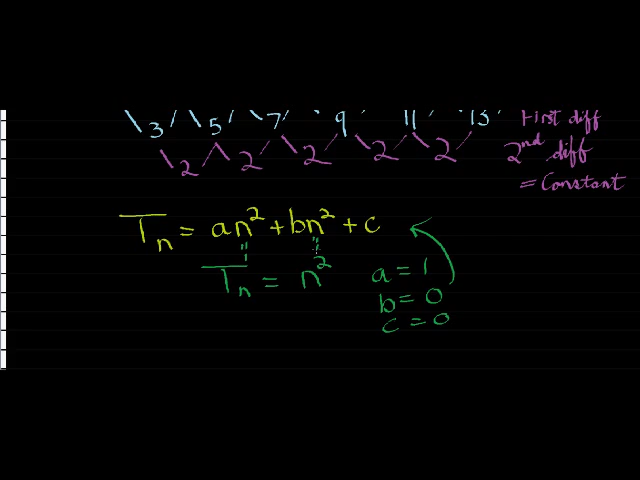 3 5 7 9 11 13 First diff
2 2 2 2 2 2nd diff
= Constant
Tn = an² + bn² + c
" "
Tn = n² a = 1
b = 0
c = 0